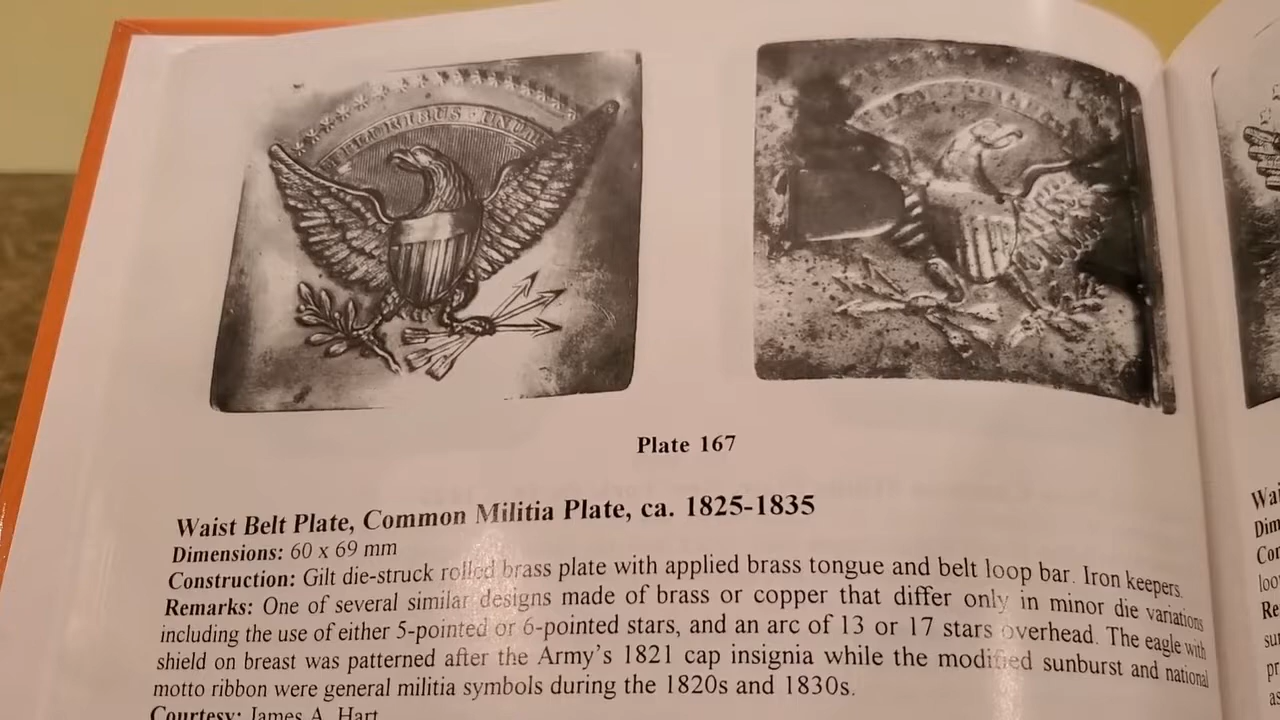 PLURIBUS · UNUM
Plate 167
Waist Belt Plate, Common Militia Plate, ca. 1825-1835
Dimensions: 60 x 69 mm
Construction: Gilt die-struck rolled brass plate with applied brass tongue and belt loop bar. Iron keepers.
Remarks: One of several similar designs made of brass or copper that differ only in minor die variations
including the use of either 5-pointed or 6-pointed stars, and an arc of 13 or 17 stars overhead. The eagle with
shield on breast was patterned after the Army's 1821 cap insignia while the modified sunburst and national
motto ribbon were general militia symbols during the 1820s and 1830s.
Courtesy: James A. Hart